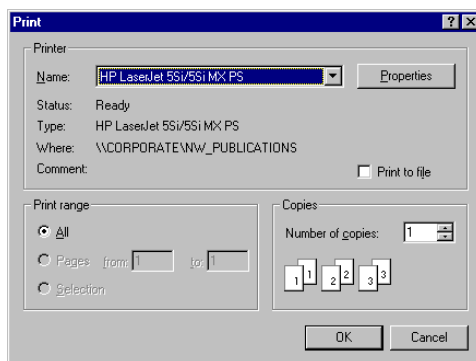 Print
Printer
Name: HP LaserJet 5Si/5Si MX PS Properties
Status: Ready
Type: HP LaserJet 5Si/5Si MX PS
Where: \\CORPORATE\NW_PUBLICATIONS
Comment: Print to file
Print range
All
Pages from: 1 to: 1
Selection
Copies
Number of copies: 1
1 1 2 2 3 3
OK Cancel